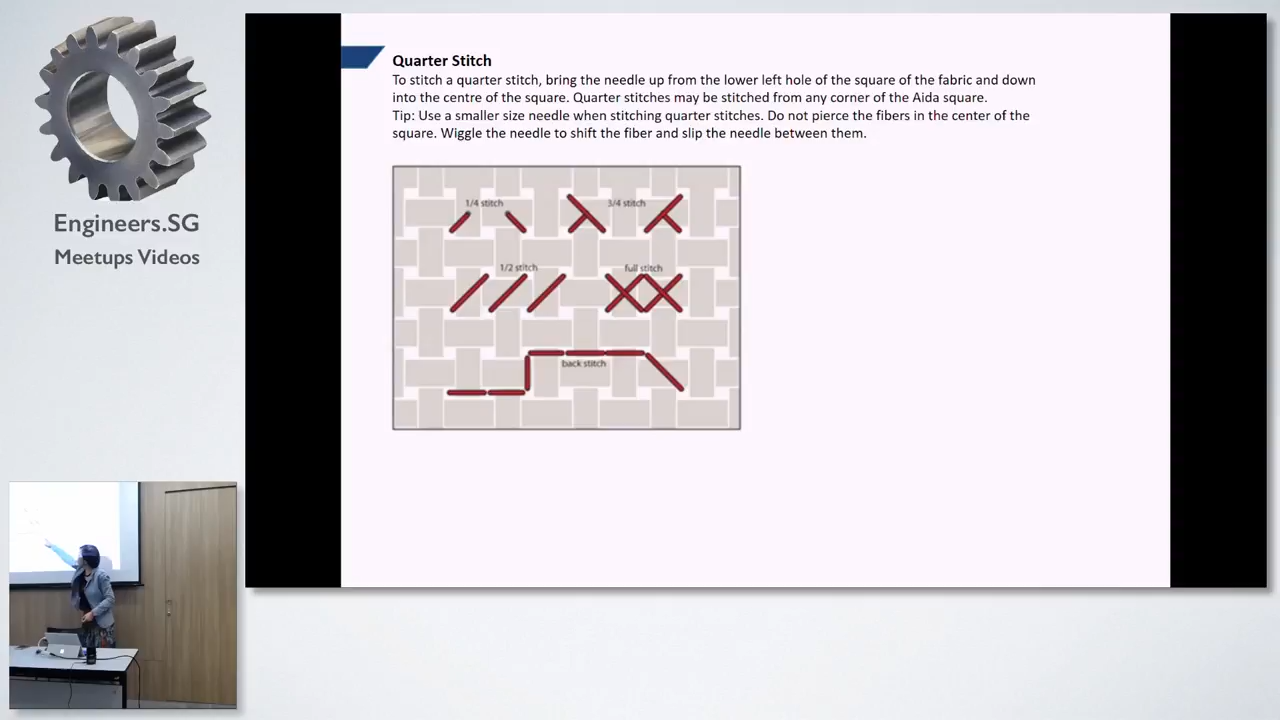 Engineers.SG
Meetups Videos
Quarter Stitch
To stitch a quarter stitch, bring the needle up from the lower left hole of the square of the fabric and down
into the centre of the square. Quarter stitches may be stitched from any corner of the Aida square.
Tip: Use a smaller size needle when stitching quarter stitches. Do not pierce the fibers in the center of the
square. Wiggle the needle to shift the fiber and slip the needle between them.
1/4 stitch
3/4 stitch
1/2 stitch
full stitch
back stitch